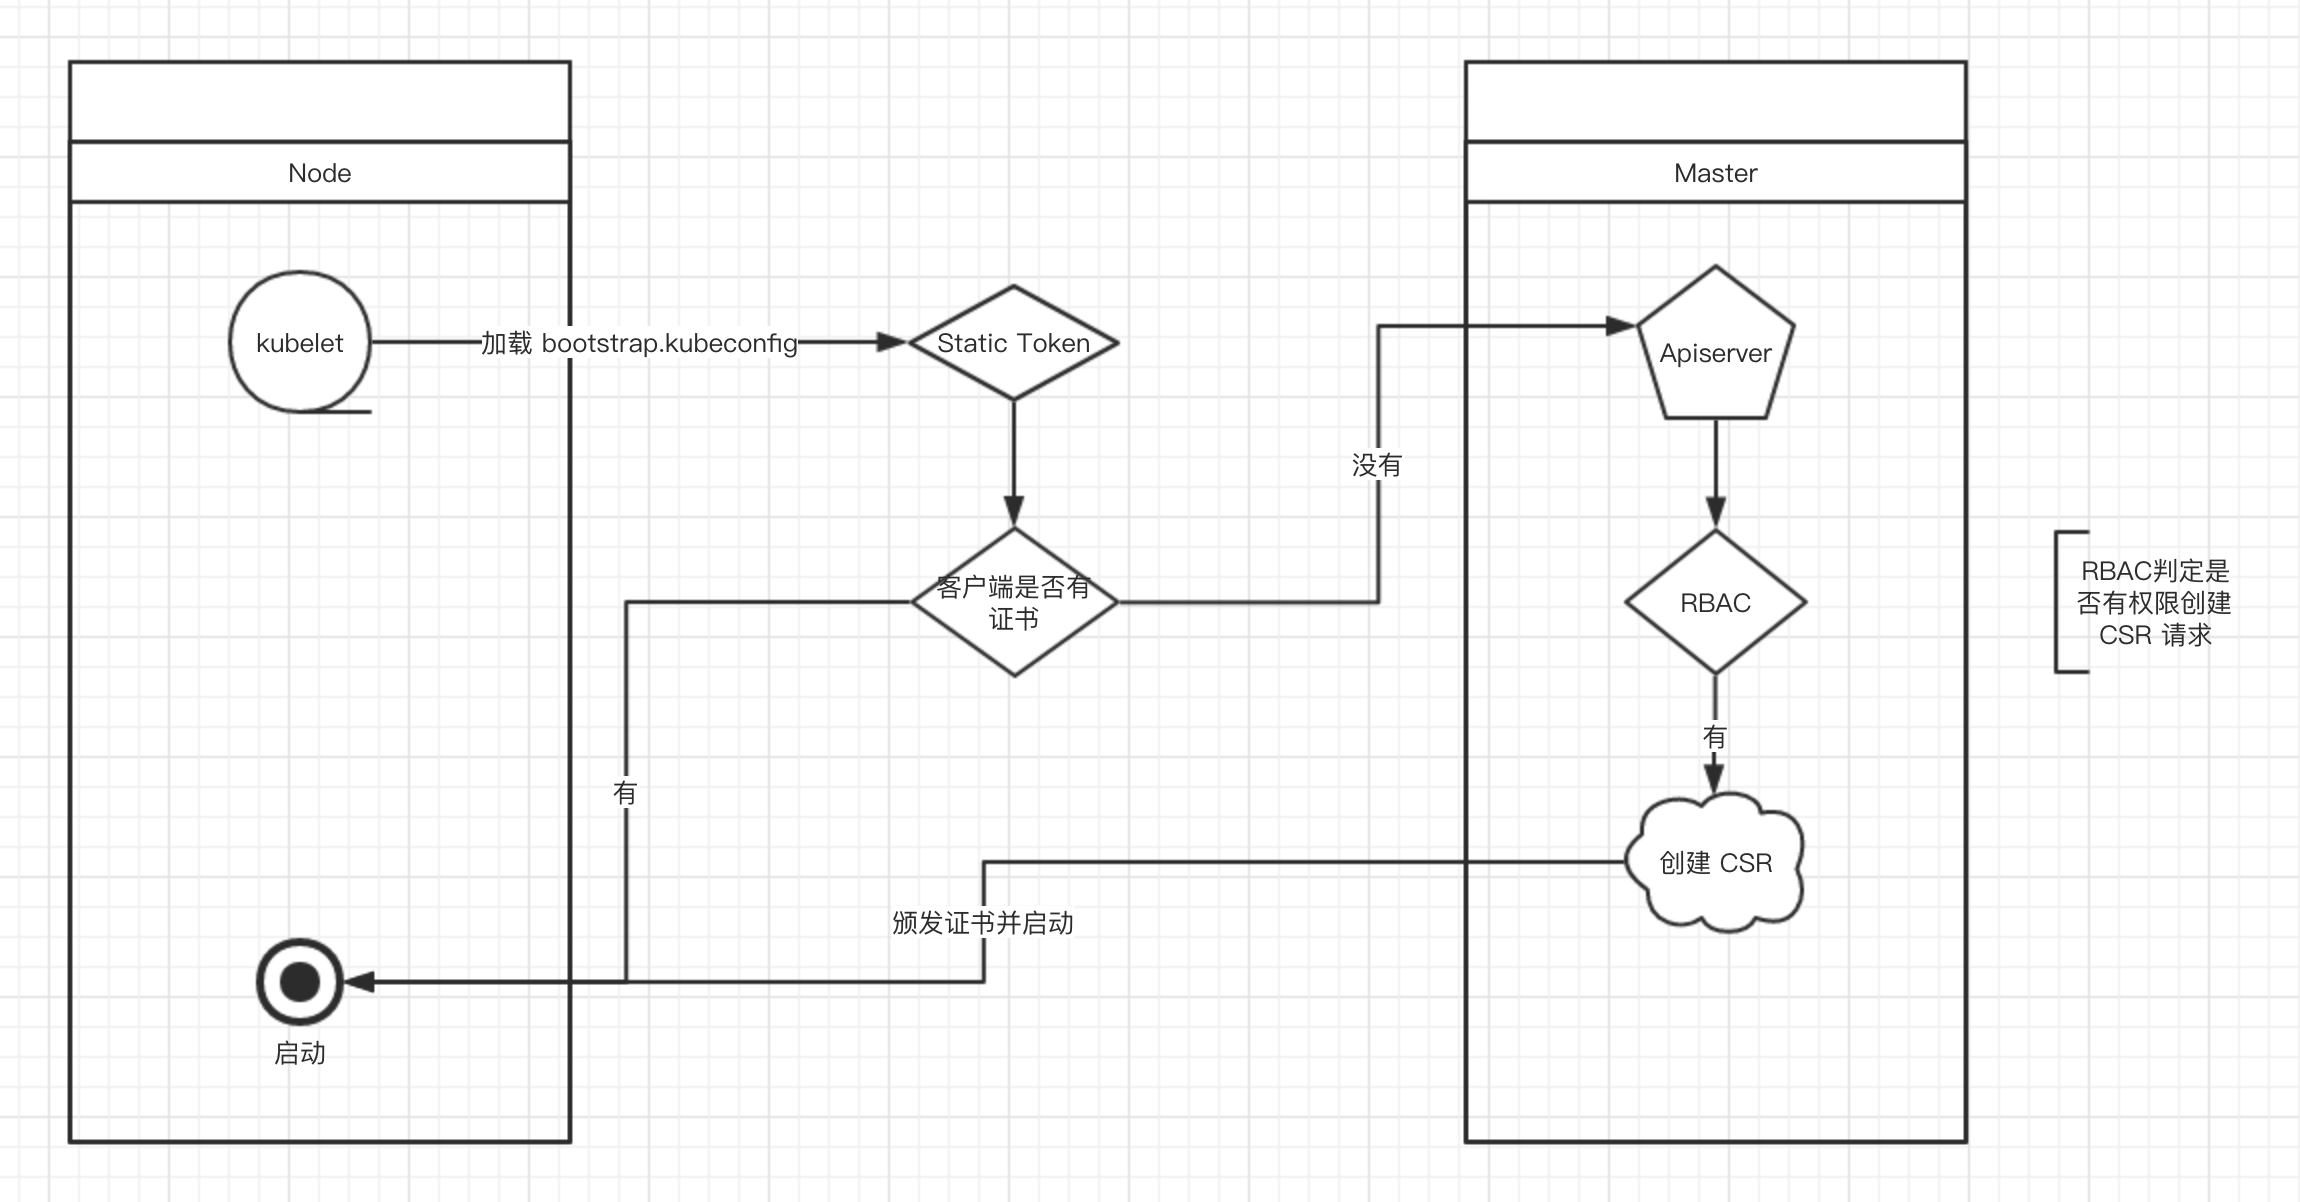 Node
Master
kubelet
加载 bootstrap.kubeconfig
Static Token
Apiserver
没有
客户端是否有
证书
RBAC
RBAC判定是
否有权限创建
CSR 请求
有
有
创建 CSR
颁发证书并启动
启动